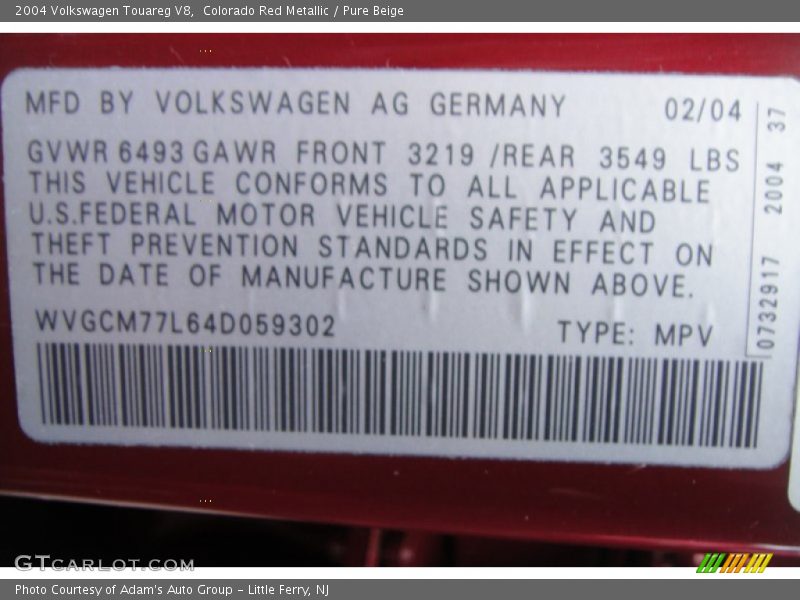 2004 Volkswagen Touareg V8,  Colorado Red Metallic / Pure Beige
MFD BY VOLKSWAGEN AG GERMANY 02/04
GVWR 6493 GAWR FRONT 3219 /REAR 3549 LBS
THIS VEHICLE CONFORMS TO ALL APPLICABLE
U.S.FEDERAL MOTOR VEHICLE SAFETY AND
THEFT PREVENTION STANDARDS IN EFFECT ON
THE DATE OF MANUFACTURE SHOWN ABOVE.
WVGCM77L64D059302 TYPE: MPV
0732917 2004 37
GTcarlot.com
Photo Courtesy of Adam's Auto Group - Little Ferry, NJ